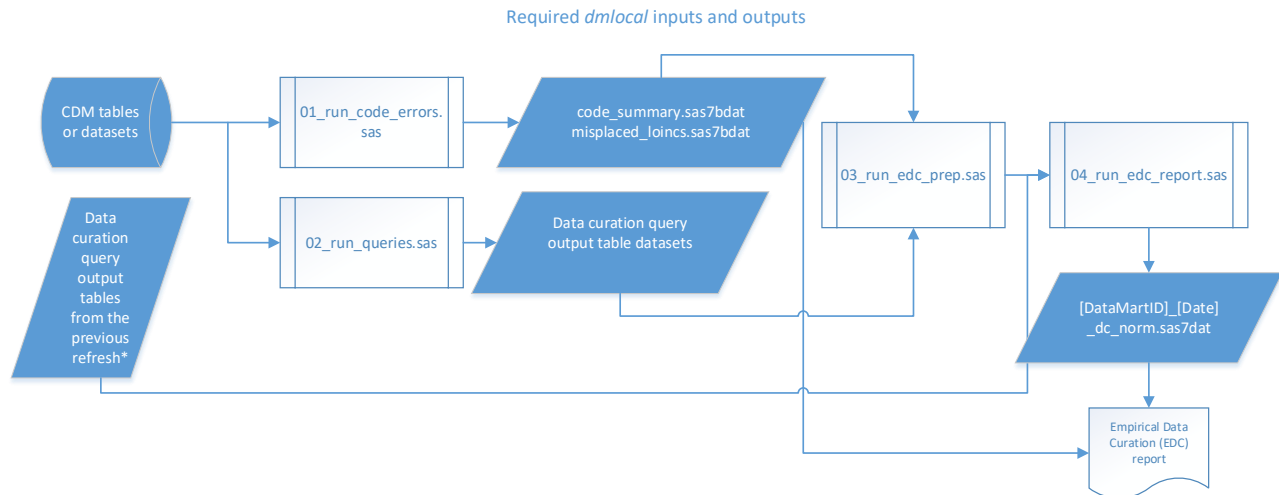 Required dmlocal inputs and outputs
CDM tables
or datasets
01_run_code_errors.
sas
code_summary.sas7bdat
misplaced_loincs.sas7bdat
03_run_edc_prep.sas
04_run_edc_report.sas
Data
curation
query
output
tables
from the
previous
refresh*
02_run_queries.sas
Data curation query
output table datasets
[DataMartID]_[Date]
_dc_norm.sas7dat
Empirical Data
Curation (EDC)
report